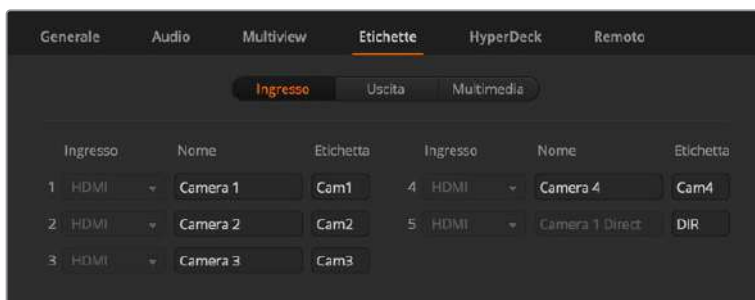 Generale Audio Multiview Etichette HyperDeck Remoto
Ingresso Uscita Multimedia
Ingresso Nome Etichetta Ingresso Nome Etichetta
1 HDMI Camera 1 Cam1 4 HDMI Camera 4 Cam4
2 HDMI Camera 2 Cam2 5 HDMI Camera 1 Direct DIR
3 HDMI Camera 3 Cam3